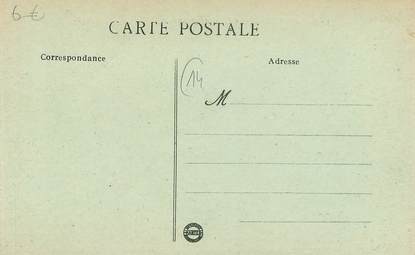 6 €
CARTE POSTALE
Correspondance
Adresse
14
M